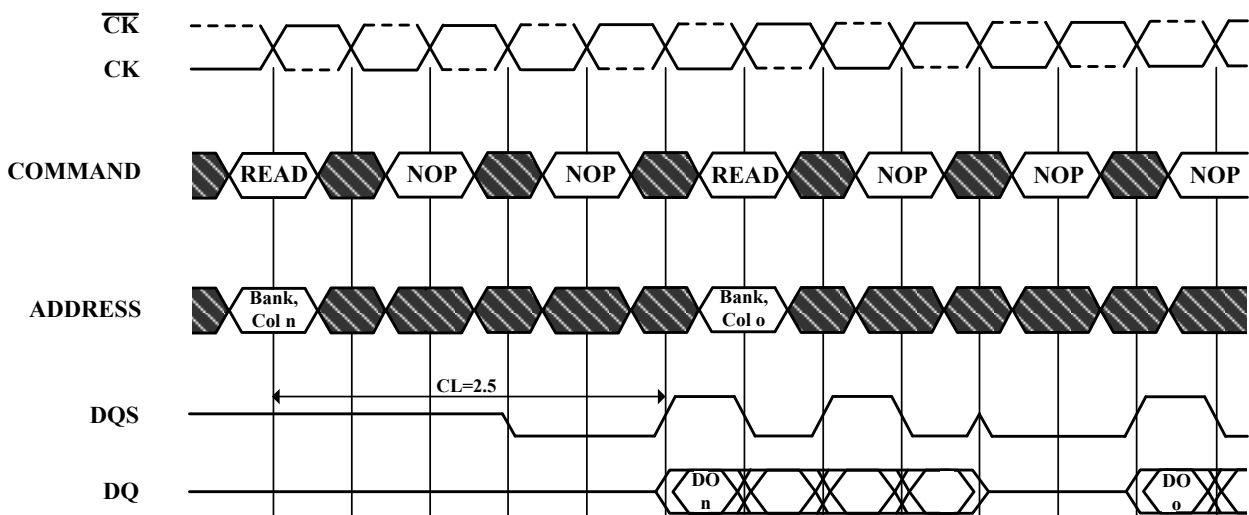 CK
CK
COMMAND READ NOP NOP READ NOP NOP NOP
ADDRESS Bank, Col n Bank, Col o
CL=2.5
DQS
DQ DO n DO o